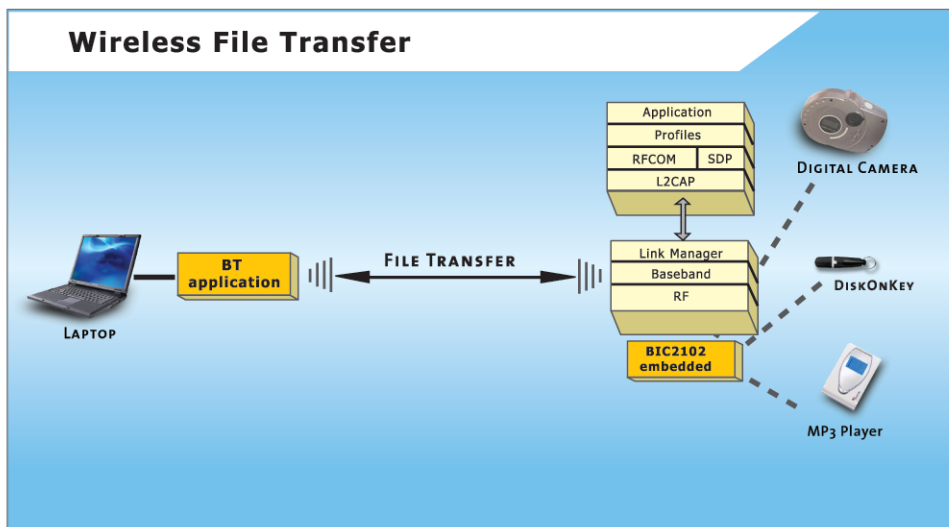 Wireless File Transfer
Application
Profiles
RFCOM SDP
L2CAP
DIGITAL CAMERA
Link Manager
Baseband
RF
BT
application
FILE TRANSFER
DISKONKEY
LAPTOP
BIC2102
embedded
MP3 PLAYER